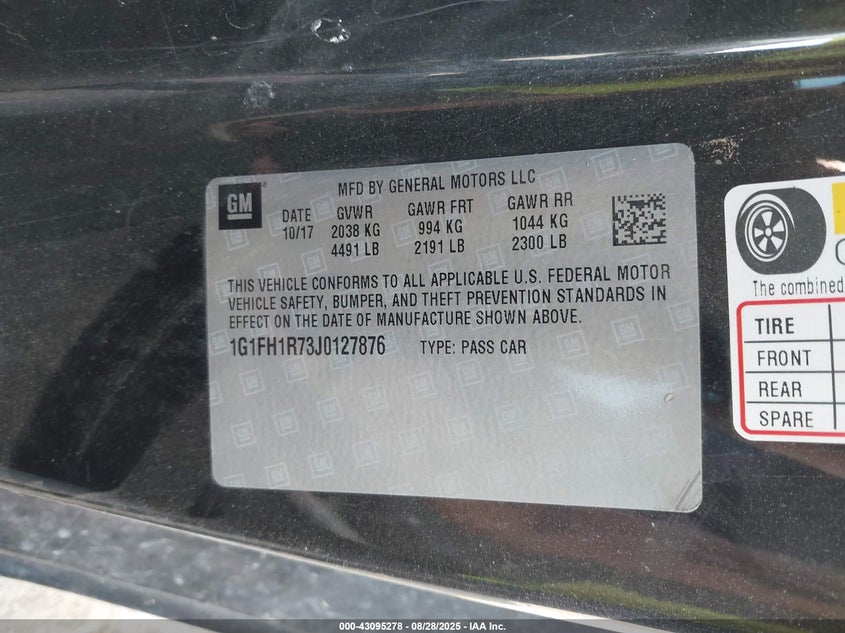 GM
MFD BY GENERAL MOTORS LLC
DATE GVWR GAWR FRT GAWR RR
10/17 2038 KG 994 KG 1044 KG
4491 LB 2191 LB 2300 LB
THIS VEHICLE CONFORMS TO ALL APPLICABLE U.S. FEDERAL MOTOR
VEHICLE SAFETY, BUMPER, AND THEFT PREVENTION STANDARDS IN
EFFECT ON THE DATE OF MANUFACTURE SHOWN ABOVE.
1G1FH1R73J0127876 TYPE: PASS CAR
The combined
TIRE
FRONT
REAR
SPARE
000-43095278 - 08/28/2025 - IAA Inc.